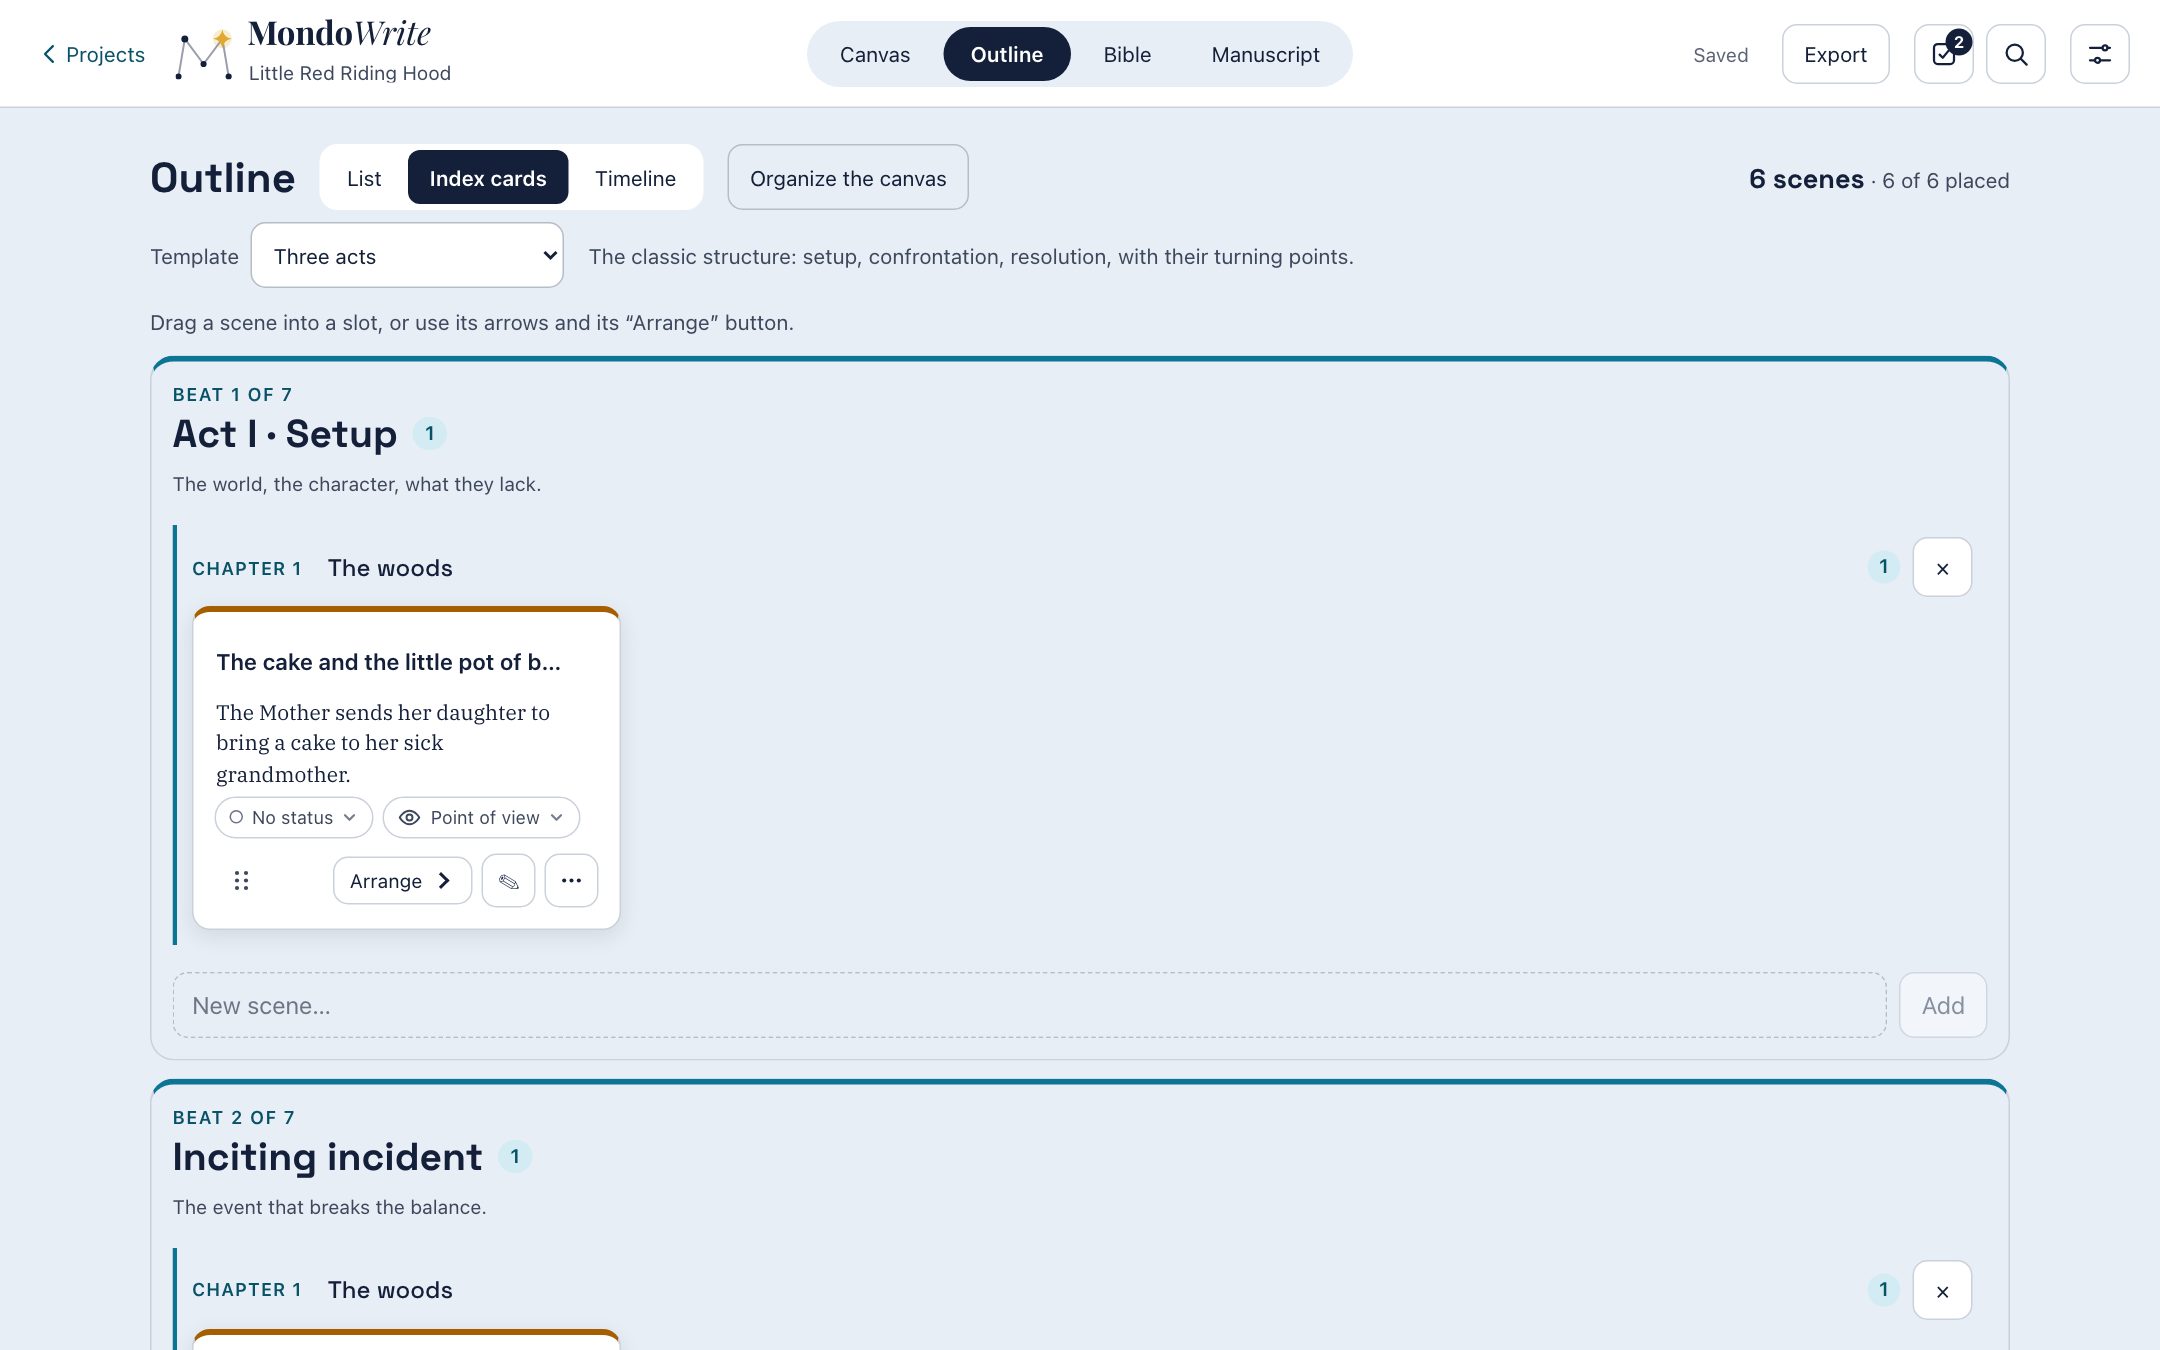 Projects
MondoWrite
Little Red Riding Hood
Canvas
Outline
Bible
Manuscript
Saved
Export
2
Outline
List
Index cards
Timeline
Organize the canvas
6 scenes · 6 of 6 placed
Template
Three acts
The classic structure: setup, confrontation, resolution, with their turning points.
Drag a scene into a slot, or use its arrows and its “Arrange” button.
BEAT 1 OF 7
Act I · Setup 1
The world, the character, what they lack.
CHAPTER 1 The woods 1 ×
The cake and the little pot of b...
The Mother sends her daughter to
bring a cake to her sick
grandmother.
No status
Point of view
Arrange
New scene...
Add
BEAT 2 OF 7
Inciting incident 1
The event that breaks the balance.
CHAPTER 1 The woods 1 ×